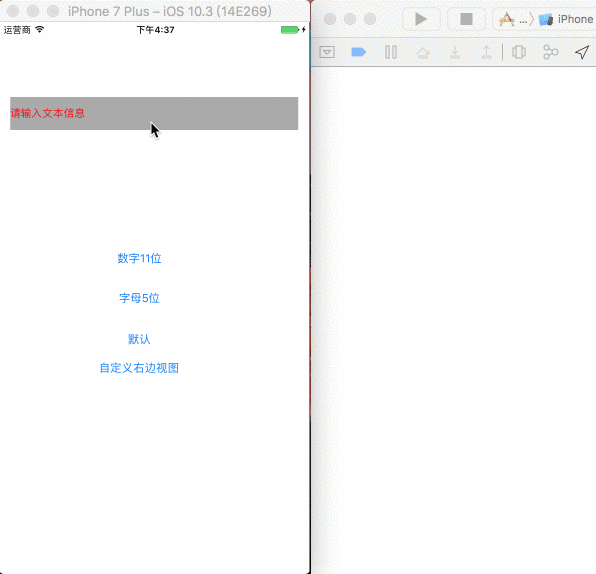 iPhone 7 Plus – iOS 10.3 (14E269)
... iPhone
运营商 下午4:37
请输入文本信息
数字11位
字母5位
默认
自定义右边视图